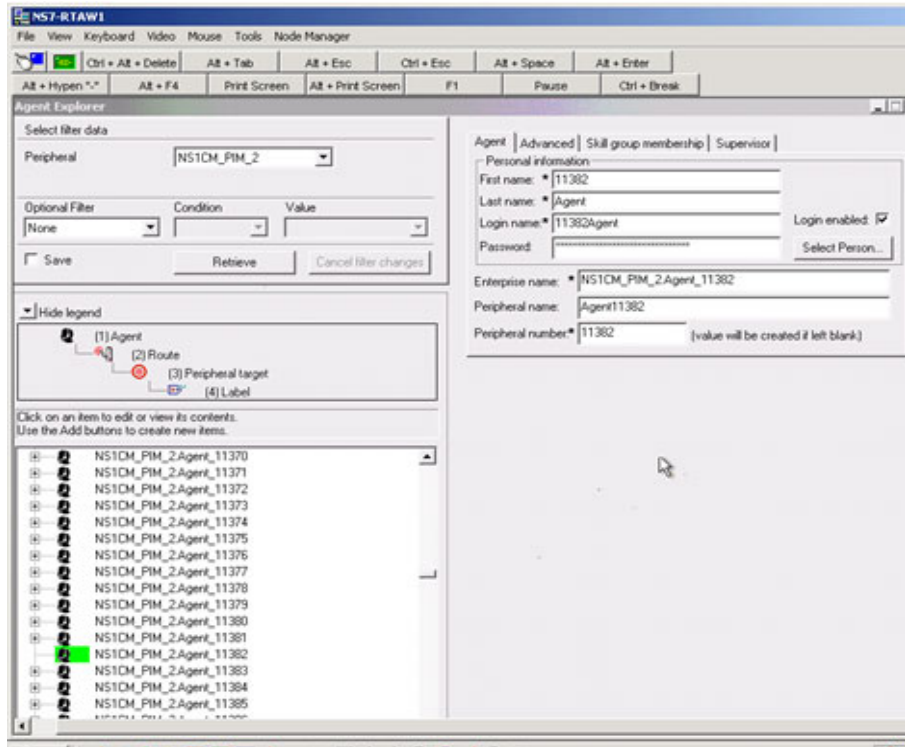 NS7-RTAW1
File View Keyboard Video Mouse Tools Node Manager
Ctrl + Alt + Delete Alt + Tab Alt + Esc Ctrl + Esc Alt + Space Alt + Enter
Alt + Hypen "-" Alt + F4 Print Screen Alt + Print Screen F1 Pause Ctrl + Break
Agent Explorer
Select filter data
Peripheral NS1CM_PIM_2
Optional Filter Condition Value
None
Save Retrieve Cancel filter changes
Hide legend
(1) Agent
(2) Route
(3) Peripheral target
(4) Label
Click on an item to edit or view its contents.
Use the Add buttons to create new items.
NS1CM_PIM_2.Agent_11370
NS1CM_PIM_2.Agent_11371
NS1CM_PIM_2.Agent_11372
NS1CM_PIM_2.Agent_11373
NS1CM_PIM_2.Agent_11374
NS1CM_PIM_2.Agent_11375
NS1CM_PIM_2.Agent_11376
NS1CM_PIM_2.Agent_11377
NS1CM_PIM_2.Agent_11378
NS1CM_PIM_2.Agent_11379
NS1CM_PIM_2.Agent_11380
NS1CM_PIM_2.Agent_11381
NS1CM_PIM_2.Agent_11382
NS1CM_PIM_2.Agent_11383
NS1CM_PIM_2.Agent_11384
NS1CM_PIM_2.Agent_11385
Agent Advanced Skill group membership Supervisor
Personal information
First name: * 11382
Last name: * Agent
Login name:* 11382Agent Login enabled:
Password Select Person...
Enterprise name: * NS1CM_PIM_2.Agent_11382
Peripheral name: Agent11382
Peripheral number:* 11382 (value will be created if left blank.)